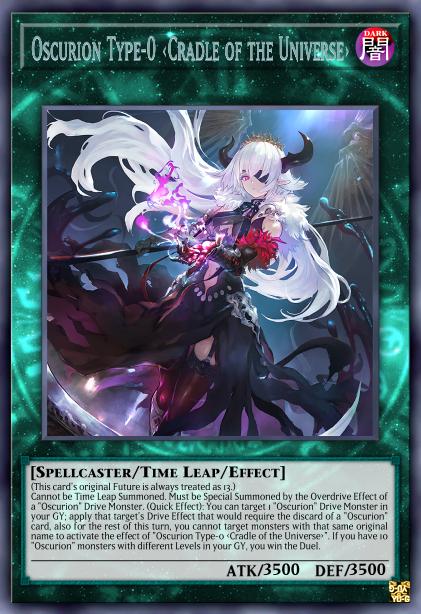 Oscurion Type-0 ‹Cradle of the Universe›
DARK
闇
[Spellcaster/Time Leap/Effect]
(This card's original Future is always treated as 13.)
Cannot be Time Leap Summoned. Must be Special Summoned by the Overdrive Effect of
a "Oscurion" Drive Monster. (Quick Effect): You can target 1 "Oscurion" Drive Monster in
your GY; apply that target's Drive Effect that would require the discard of a "Oscurion"
card, also for the rest of this turn, you cannot target monsters with that same original
name to activate the effect of "Oscurion Type-0 ‹Cradle of the Universe›". If you have 10
"Oscurion" monsters with different Levels in your GY, you win the Duel.
ATK/3500 DEF/3500